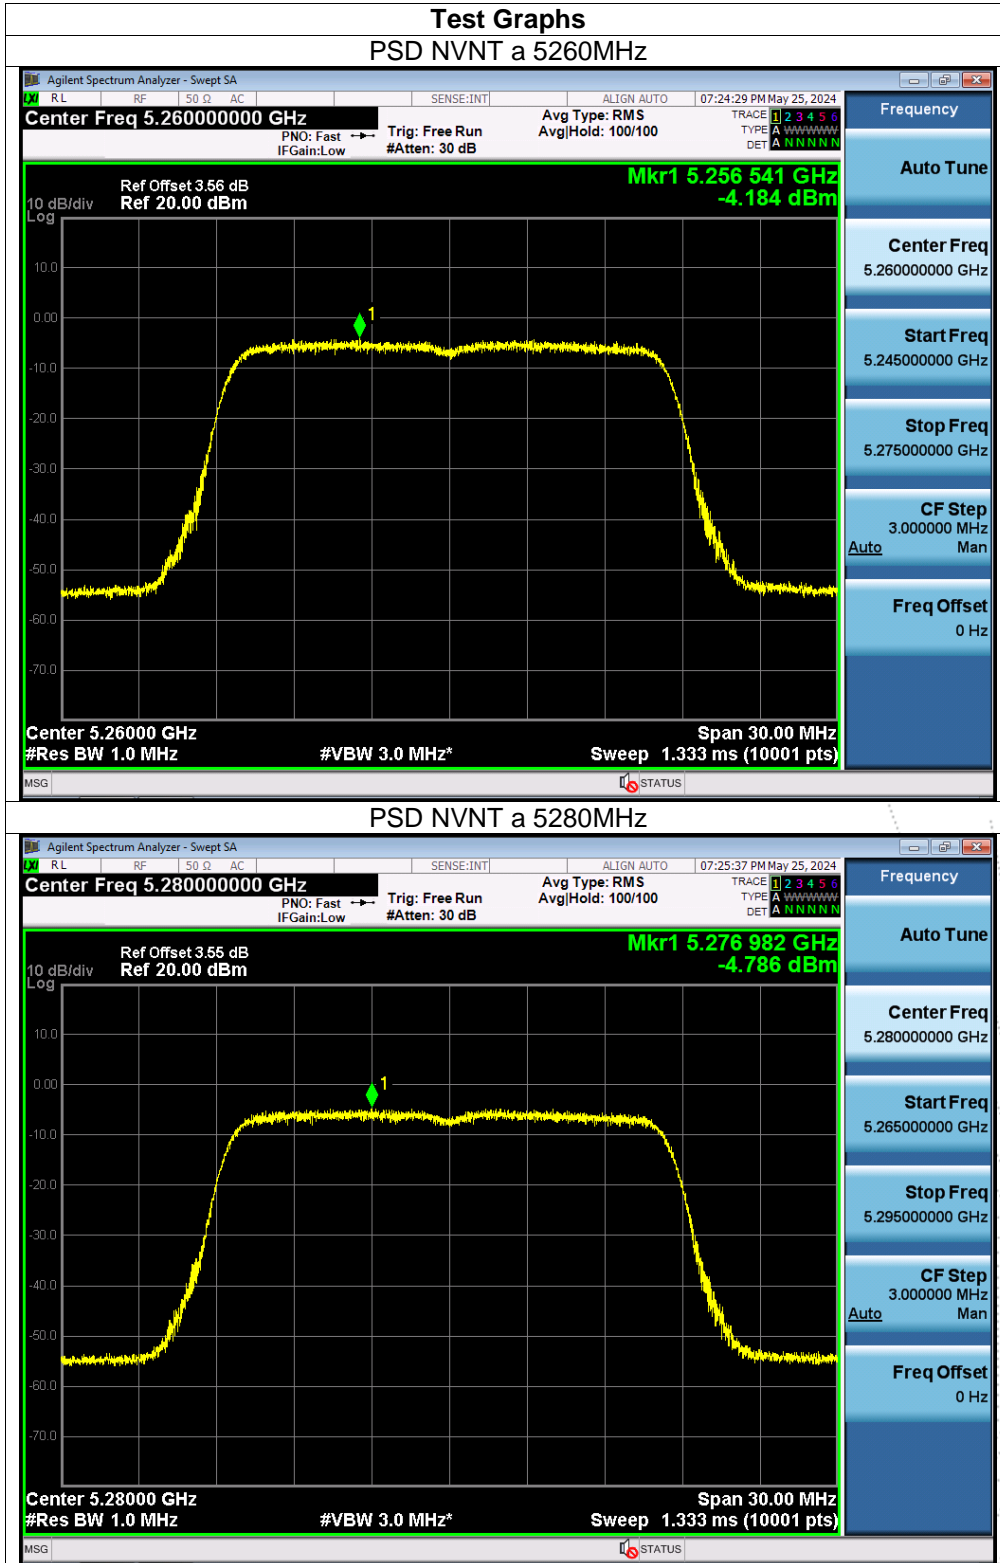 Test Graphs
PSD NVNT a 5260MHz
Agilent Spectrum Analyzer - Swept SA
LXI RL RF 50 Ω AC SENSE:INT ALIGN AUTO 07:24:29 PM May 25, 2024
Center Freq 5.260000000 GHz
PNO: Fast
IFGain:Low
Trig: Free Run
#Atten: 30 dB
Avg Type: RMS
Avg|Hold: 100/100
TRACE 1 2 3 4 5 6
TYPE A WWWWW
DET A N N N N N
Frequency
Auto Tune
Mkr1 5.256 541 GHz
-4.184 dBm
Ref Offset 3.56 dB
10 dB/div Ref 20.00 dBm
Log
10.0
0.00
-10.0
-20.0
-30.0
-40.0
-50.0
-60.0
-70.0
1
Center Freq
5.260000000 GHz
Start Freq
5.245000000 GHz
Stop Freq
5.275000000 GHz
CF Step
3.000000 MHz
Auto Man
Freq Offset
0 Hz
Center 5.26000 GHz Span 30.00 MHz
#Res BW 1.0 MHz #VBW 3.0 MHz* Sweep 1.333 ms (10001 pts)
MSG STATUS
PSD NVNT a 5280MHz
Agilent Spectrum Analyzer - Swept SA
LXI RL RF 50 Ω AC SENSE:INT ALIGN AUTO 07:25:37 PM May 25, 2024
Center Freq 5.280000000 GHz
PNO: Fast
IFGain:Low
Trig: Free Run
#Atten: 30 dB
Avg Type: RMS
Avg|Hold: 100/100
TRACE 1 2 3 4 5 6
TYPE A WWWWW
DET A N N N N N
Frequency
Auto Tune
Mkr1 5.276 982 GHz
-4.786 dBm
Ref Offset 3.55 dB
10 dB/div Ref 20.00 dBm
Log
10.0
0.00
-10.0
-20.0
-30.0
-40.0
-50.0
-60.0
-70.0
1
Center Freq
5.280000000 GHz
Start Freq
5.265000000 GHz
Stop Freq
5.295000000 GHz
CF Step
3.000000 MHz
Auto Man
Freq Offset
0 Hz
Center 5.28000 GHz Span 30.00 MHz
#Res BW 1.0 MHz #VBW 3.0 MHz* Sweep 1.333 ms (10001 pts)
MSG STATUS